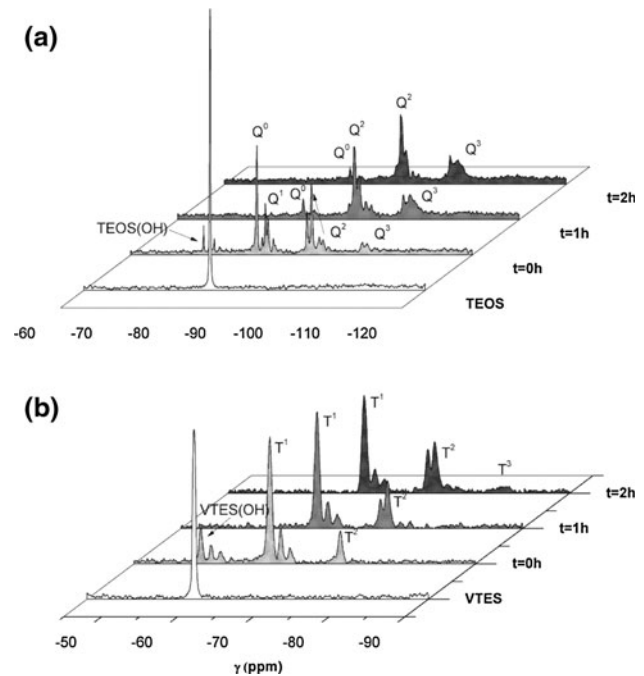 (a)
Q²
Q⁰ Q² Q³
Q⁰
Q¹ Q⁰ Q³
TEOS(OH) Q² Q³ t=2h
t=1h
t=0h
TEOS
-60 -70 -80 -90 -100 -110 -120
(b)
T¹
T¹
T¹ T² T³
VTES(OH) T² t=2h
T² t=1h
t=0h
VTES
-50 -60 -70 -80 -90
γ (ppm)